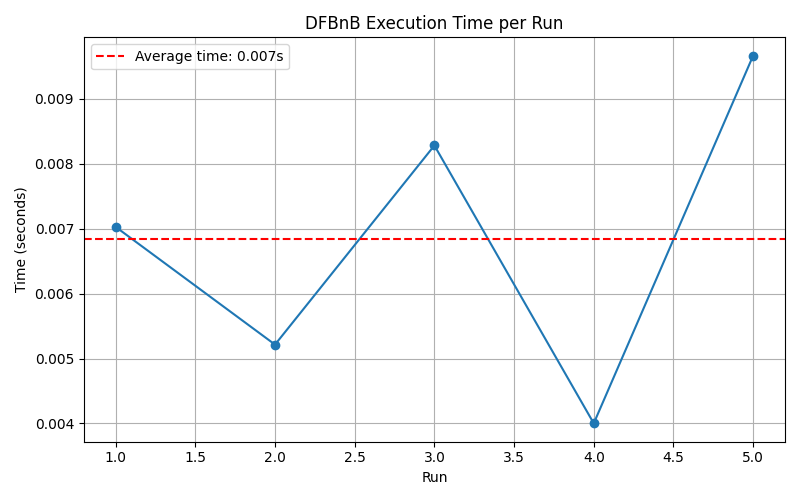 DFBnB Execution Time per Run
Average time: 0.007s
Time (seconds)
0.009
0.008
0.007
0.006
0.005
0.004
1.0 1.5 2.0 2.5 3.0 3.5 4.0 4.5 5.0
Run